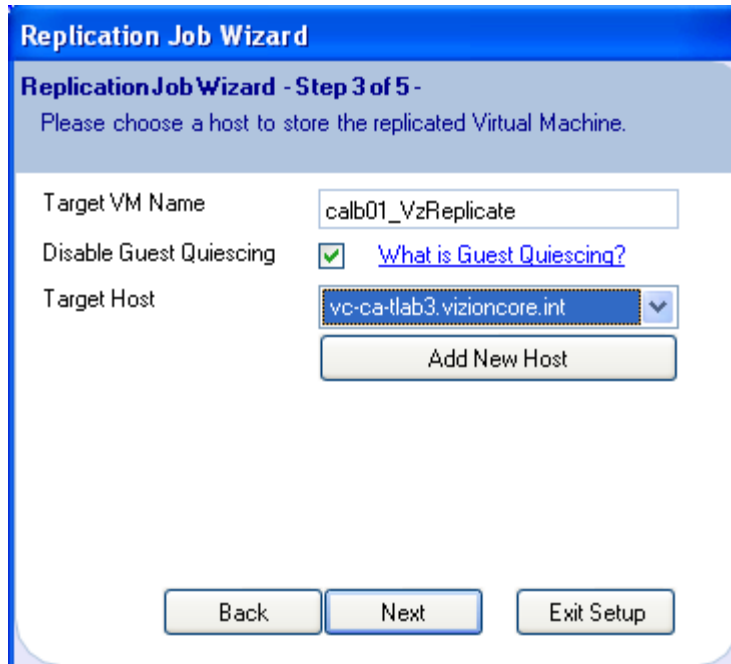 Replication Job Wizard
Replication Job Wizard - Step 3 of 5 -
Please choose a host to store the replicated Virtual Machine.
Target VM Name calb01_VzReplicate
Disable Guest Quiescing What is Guest Quiescing?
Target Host vc-ca-tlab3.vizioncore.int
Add New Host
Back Next Exit Setup